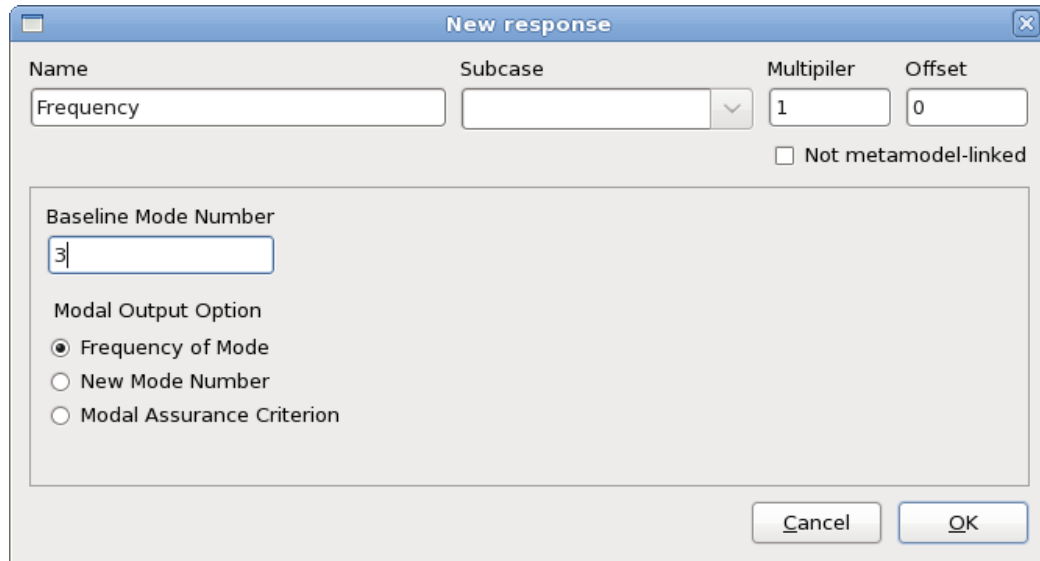 New response
Name Subcase Multipiler Offset
Frequency 1 0
Not metamodel-linked
Baseline Mode Number
3
Modal Output Option
Frequency of Mode
New Mode Number
Modal Assurance Criterion
Cancel OK